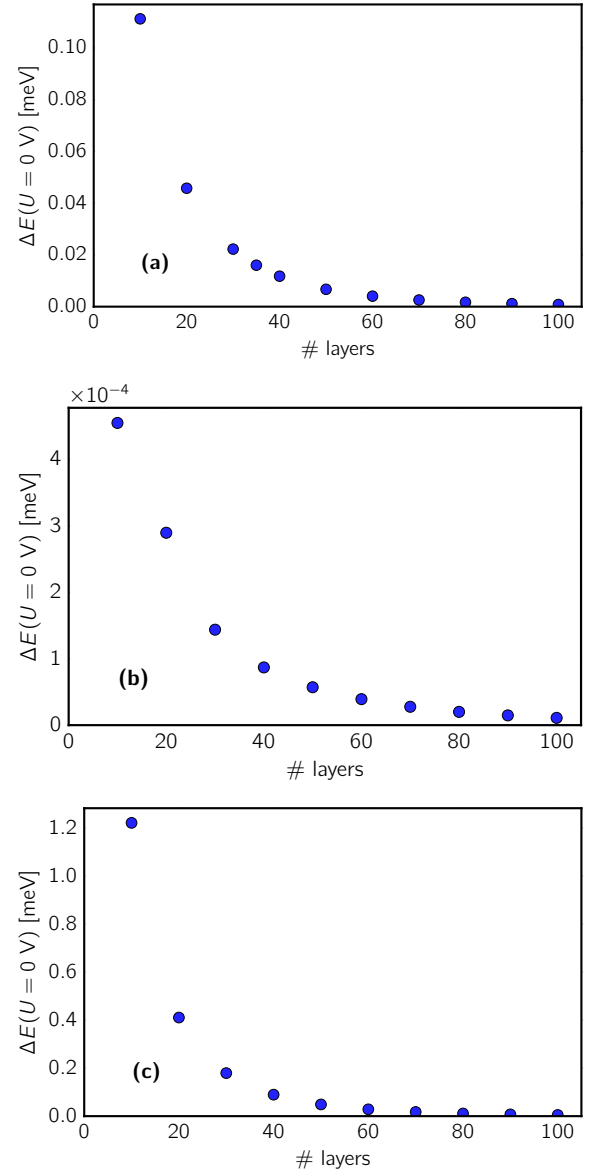 0.10
0.08
0.06
0.04
0.02
0.00
ΔE(U = 0 V) [meV]
(a)
0 20 40 60 80 100
# layers
×10⁻⁴
4
3
2
1
0
ΔE(U = 0 V) [meV]
(b)
0 20 40 60 80 100
# layers
1.2
1.0
0.8
0.6
0.4
0.2
0.0
ΔE(U = 0 V) [meV]
(c)
0 20 40 60 80 100
# layers